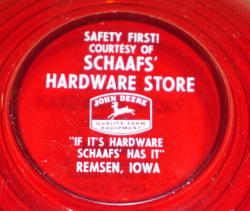 SAFETY FIRST!
COURTESY OF
SCHAAFS'
HARDWARE STORE
JOHN DEERE
QUALITY FARM
EQUIPMENT
"IF IT'S HARDWARE
SCHAAFS' HAS IT"
REMSEN, IOWA